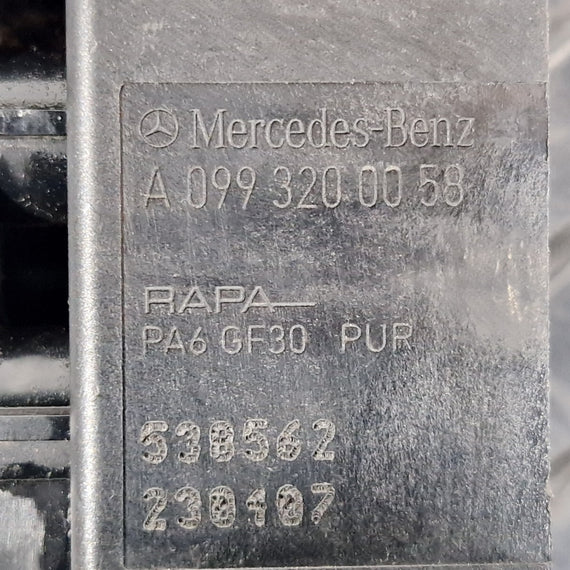 Mercedes-Benz
A 099 320 00 58
RAPA
PA6 GF30 PUR
538562
230107